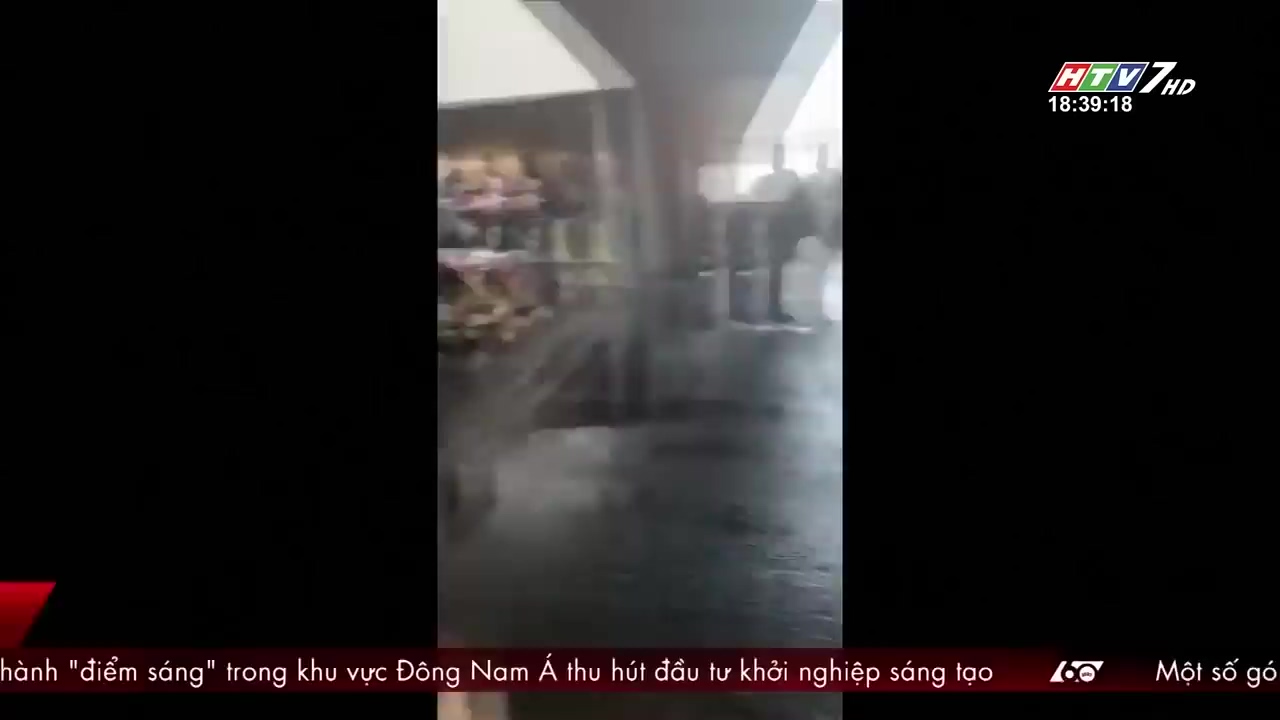 HTV7 HD
18:39:18
hành "điểm sáng" trong khu vực Đông Nam Á thu hút đầu tư khởi nghiệp sáng tạo 60 Một số gó